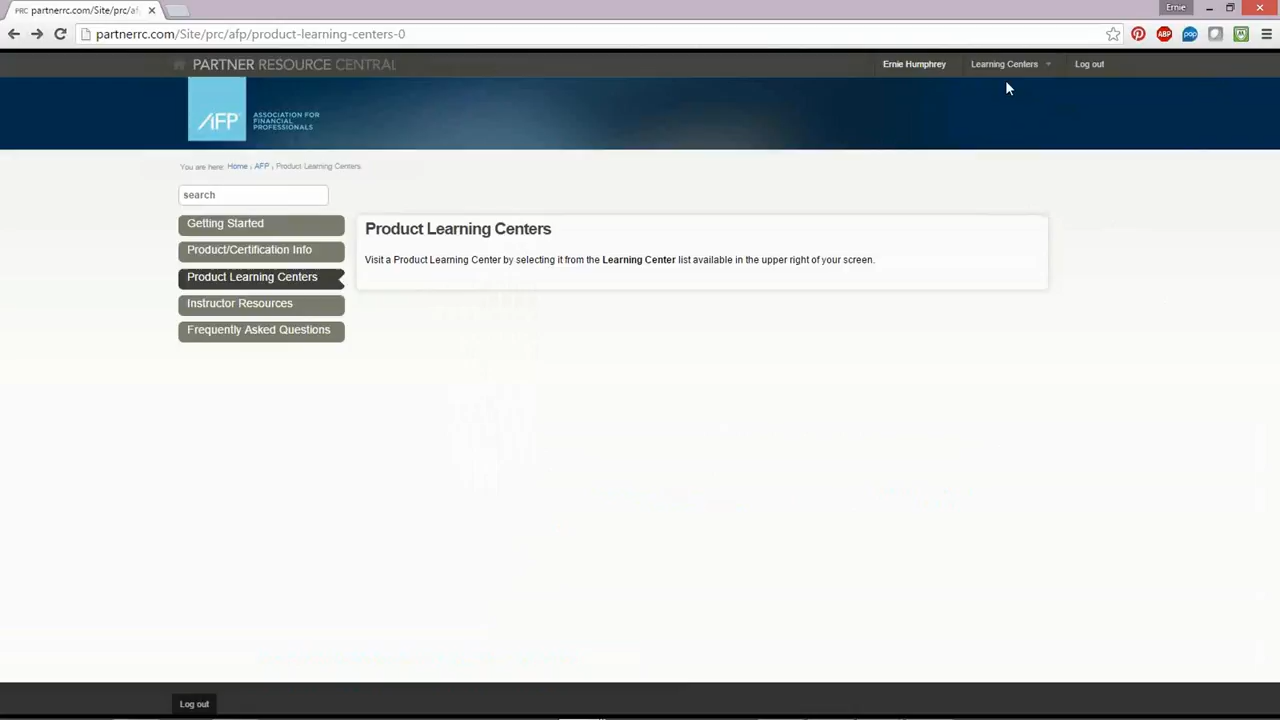 PRC partnerrc.com/Site/prc/af
Ernie
partnerrc.com/Site/prc/afp/product-learning-centers-0
ABP
pop
PARTNER RESOURCE CENTRAL
Ernie Humphrey
Learning Centers
Log out
AFP
ASSOCIATION FOR
FINANCIAL
PROFESSIONALS
You are here: Home › AFP › Product Learning Centers
search
Getting Started
Product/Certification Info
Product Learning Centers
Instructor Resources
Frequently Asked Questions
Product Learning Centers
Visit a Product Learning Center by selecting it from the Learning Center list available in the upper right of your screen.
Log out